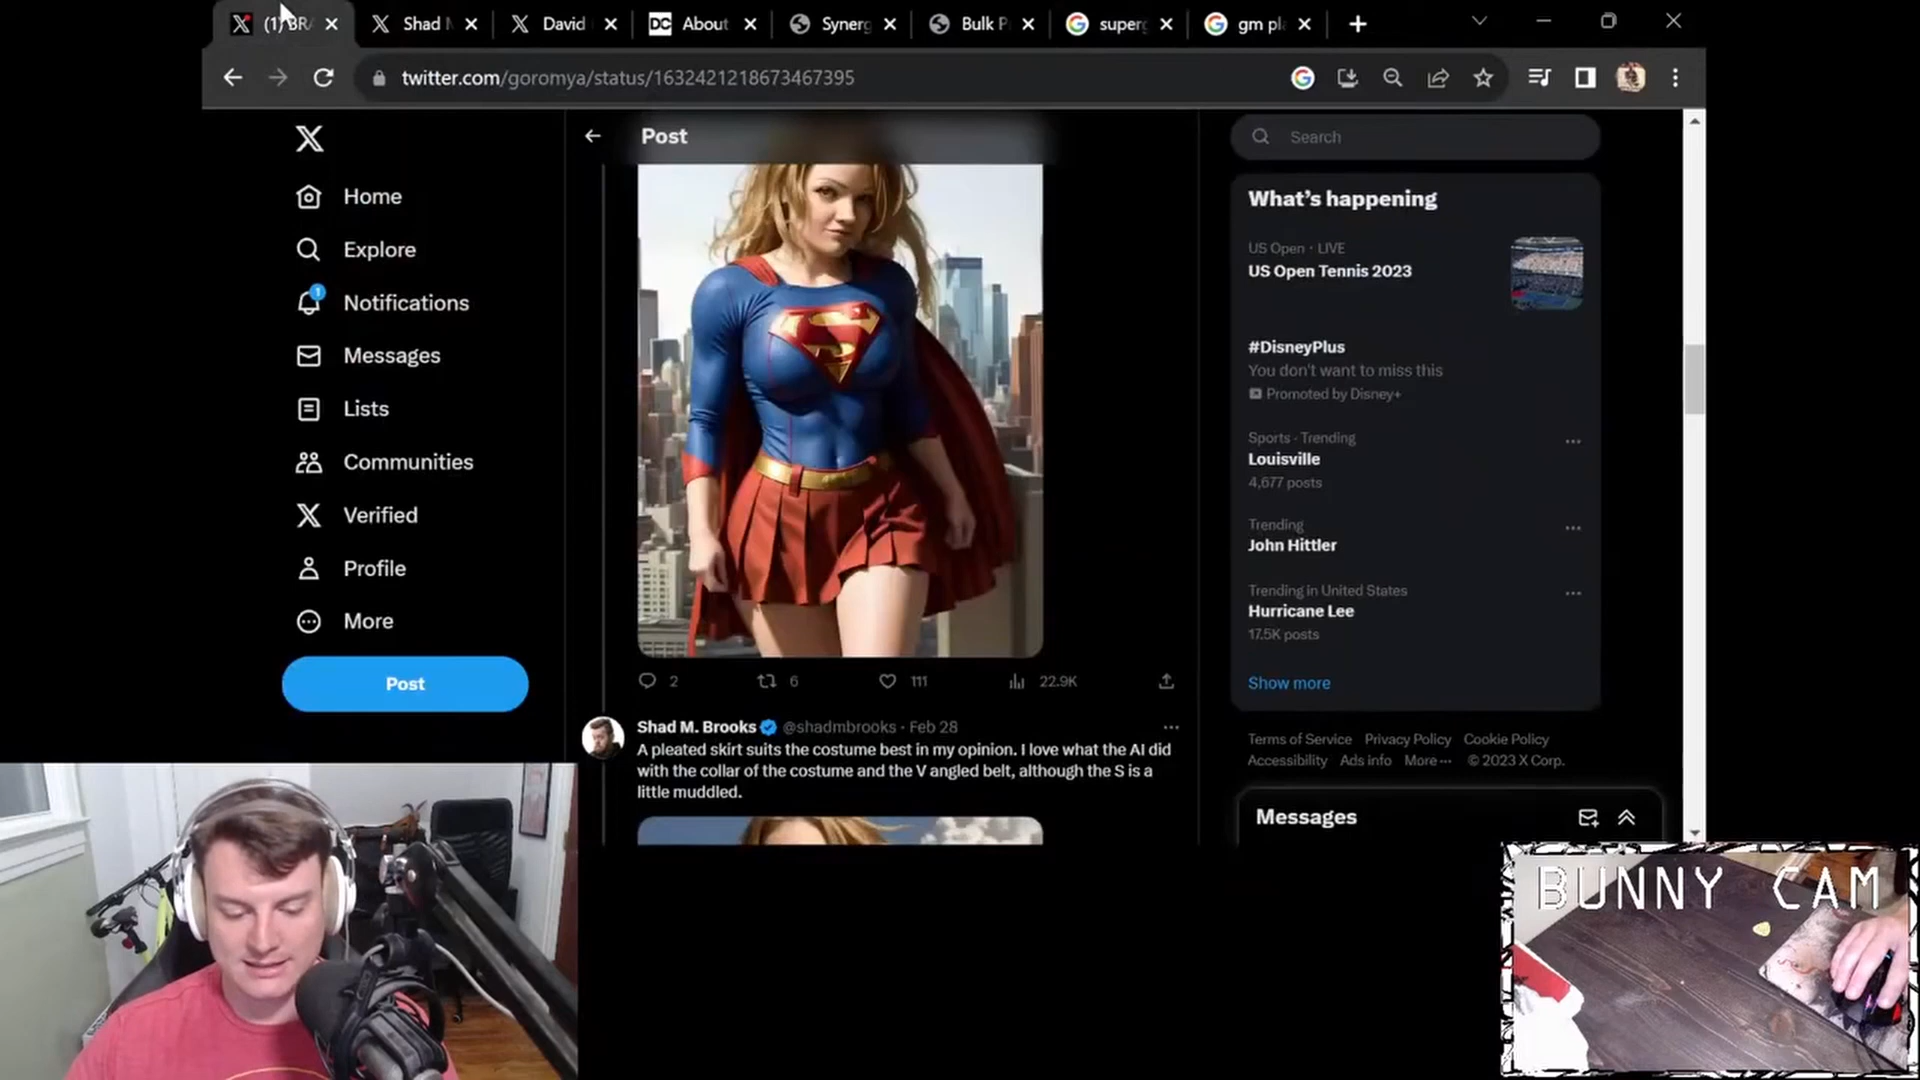 (1) BRA
Shad M
David
DC
About
Synerg
Bulk P
superg
gm pla
twitter.com/goromya/status/1632421218673467395
Post
Search
Home
Explore
1
Notifications
Messages
Lists
Communities
Verified
Profile
More
Post
What's happening
US Open · LIVE
US Open Tennis 2023
#DisneyPlus
You don't want to miss this
Promoted by Disney+
Sports · Trending
Louisville
4,677 posts
Trending
John Hittler
Trending in United States
Hurricane Lee
17.5K posts
Show more
S
2
6
111
22.9K
Shad M. Brooks @shadmbrooks · Feb 28
A pleated skirt suits the costume best in my opinion. I love what the AI did
with the collar of the costume and the V angled belt, although the S is a
little muddled.
Terms of Service Privacy Policy Cookie Policy
Accessibility Ads info More ··· © 2023 X Corp.
Messages
BUNNY CAM